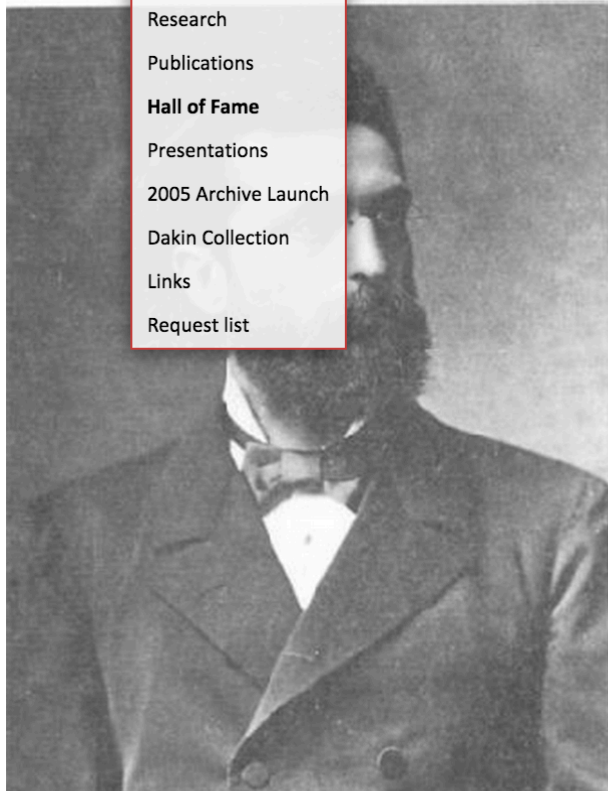 Research
Publications
Hall of Fame
Presentations
2005 Archive Launch
Dakin Collection
Links
Request list